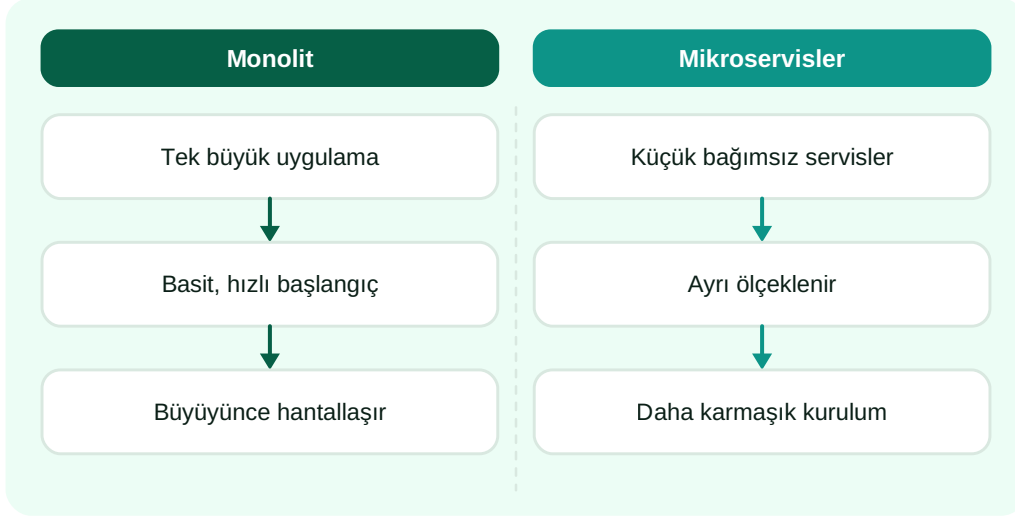 Monolit
Tek büyük uygulama
Basit, hızlı başlangıç
Büyüyünce hantallaşır
Mikroservisler
Küçük bağımsız servisler
Ayrı ölçeklenir
Daha karmaşık kurulum